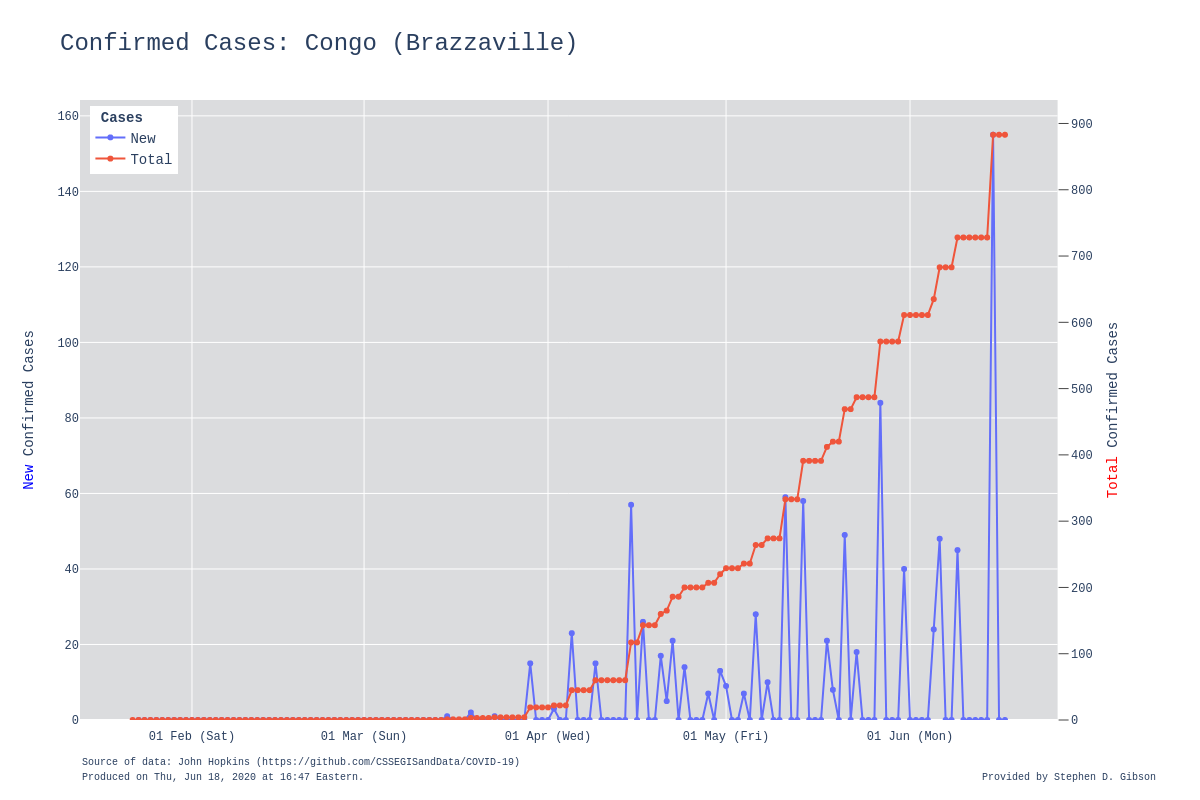 Confirmed Cases: Congo (Brazzaville)
Cases
New
Total
160
140
120
100
80
60
40
20
0
900
800
700
600
500
400
300
200
100
0
New Confirmed Cases
Total Confirmed Cases
01 Feb (Sat) 01 Mar (Sun) 01 Apr (Wed) 01 May (Fri) 01 Jun (Mon)
Source of data: John Hopkins (https://github.com/CSSEGISandData/COVID-19)
Produced on Thu, Jun 18, 2020 at 16:47 Eastern.
Provided by Stephen D. Gibson